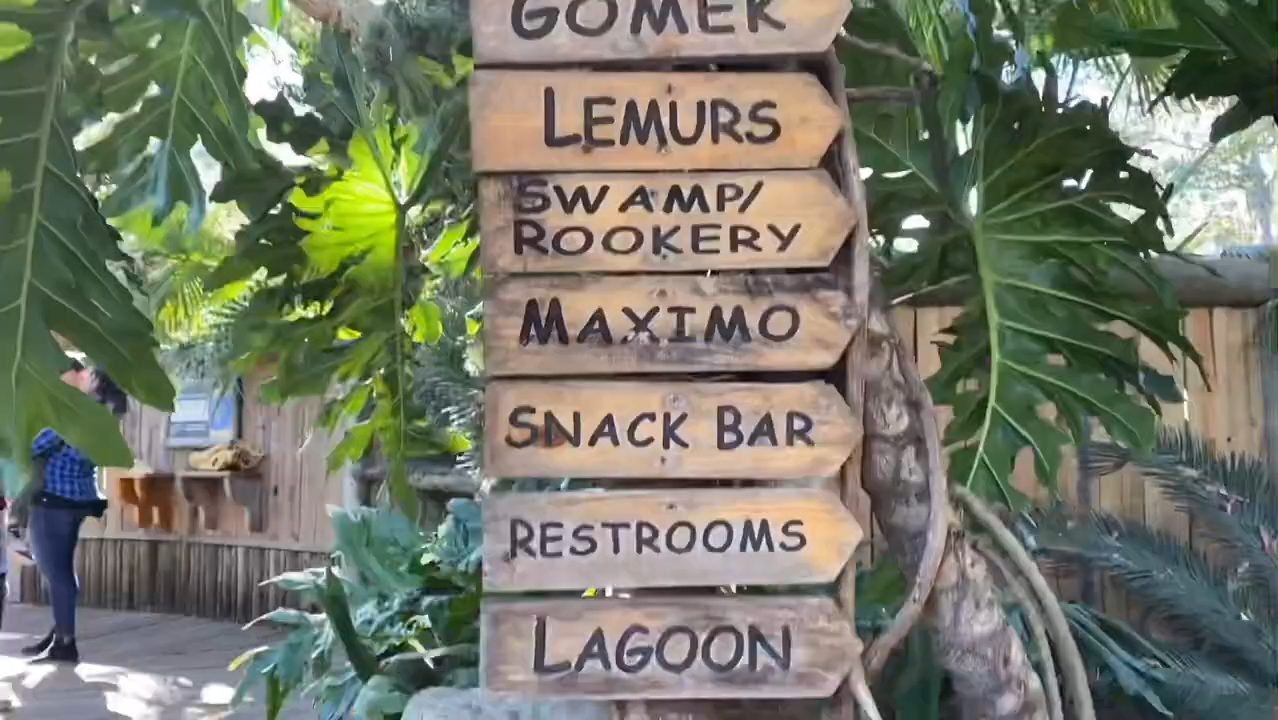 GOMEK
LEMURS
SWAMP/
ROOKERY
MAXIMO
SNACK BAR
RESTROOMS
LAGOON